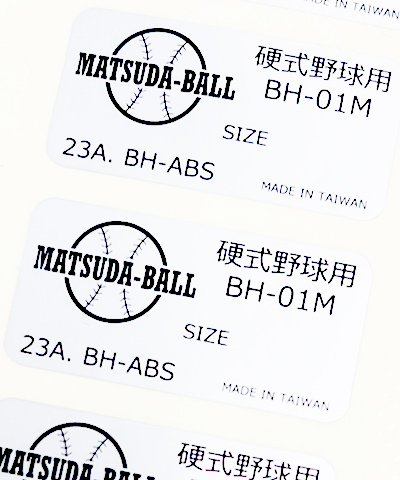 MADE IN TAIWAN
MATSUDA-BALL
硬式野球用
BH-01M
SIZE
23A. BH-ABS
MADE IN TAIWAN
MATSUDA-BALL
硬式野球用
BH-01M
SIZE
23A. BH-ABS
MADE IN TAIWAN
MATSUDA-BALL
硬式野球用